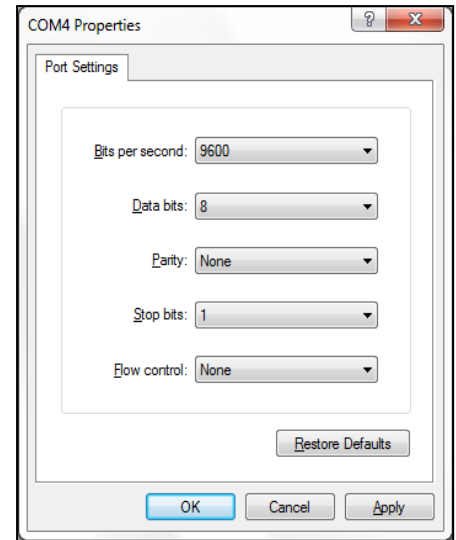 COM4 Properties
Port Settings
Bits per second: 9600
Data bits: 8
Parity: None
Stop bits: 1
Flow control: None
Restore Defaults
OK Cancel Apply